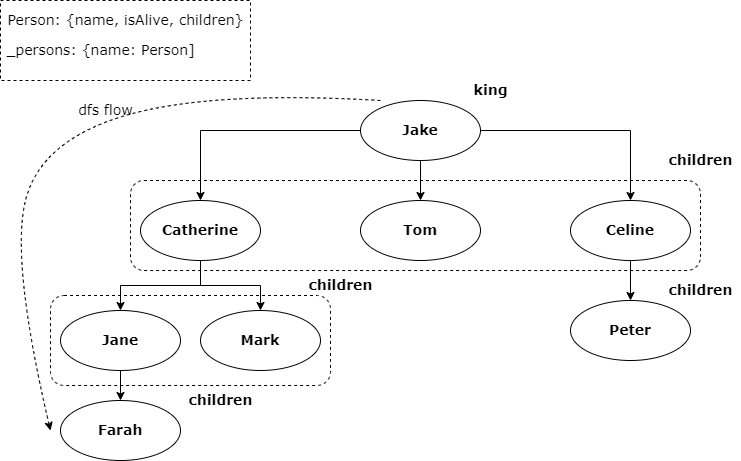 Person: {name, isAlive, children}
_persons: {name: Person]
king
dfs flow
Jake
children
Catherine
Tom
Celine
children
children
Jane
Mark
Peter
children
Farah